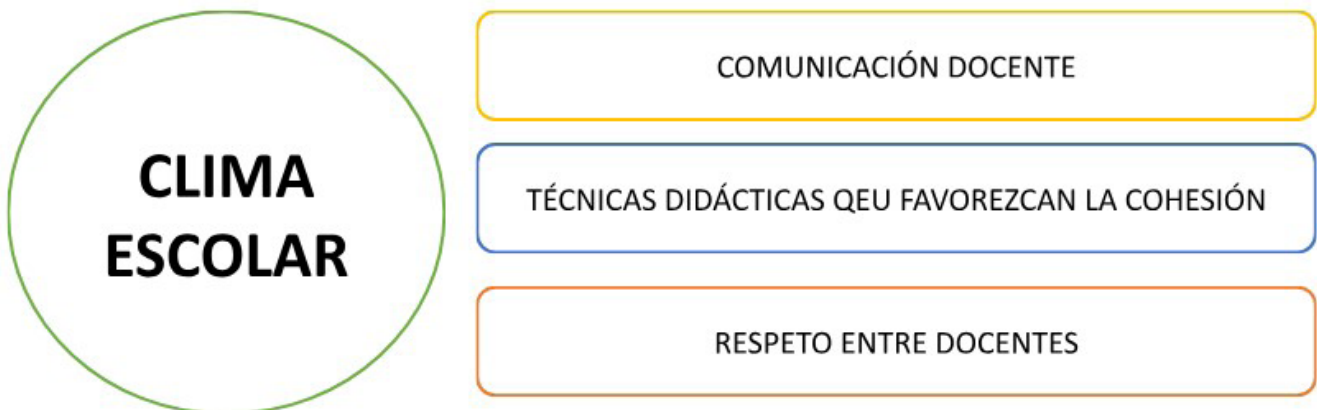 CLIMA
ESCOLAR
COMUNICACIÓN DOCENTE
TÉCNICAS DIDÁCTICAS QEU FAVOREZCAN LA COHESIÓN
RESPETO ENTRE DOCENTES